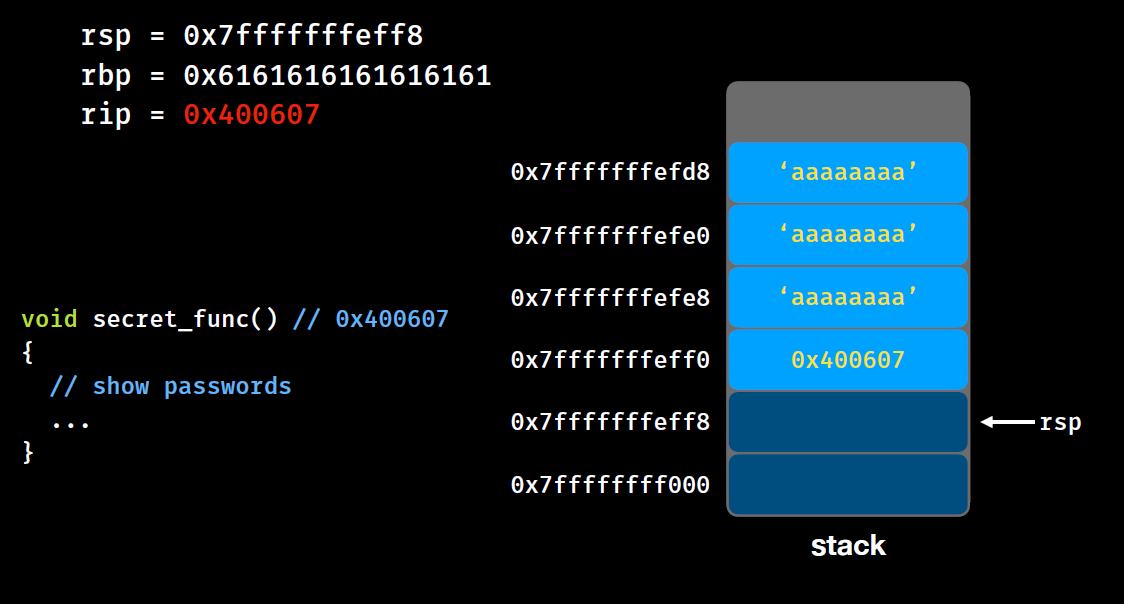 rsp = 0x7fffffffeff8
rbp = 0x6161616161616161
rip = 0x400607
void secret_func() // 0x400607
{
// show passwords
...
}
0x7fffffffefd8 ‘aaaaaaaa’
0x7fffffffefe0 ‘aaaaaaaa’
0x7fffffffefe8 ‘aaaaaaaa’
0x7fffffffeff0 0x400607
0x7fffffffeff8 rsp
0x7ffffffff000
stack